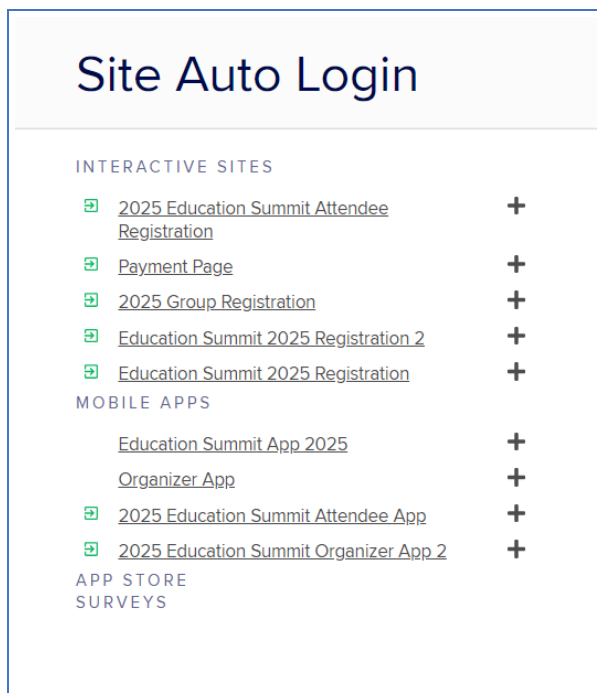 Site Auto Login
INTERACTIVE SITES
2025 Education Summit Attendee
Registration
Payment Page
2025 Group Registration
Education Summit 2025 Registration 2
Education Summit 2025 Registration
MOBILE APPS
Education Summit App 2025
Organizer App
2025 Education Summit Attendee App
2025 Education Summit Organizer App 2
APP STORE
SURVEYS